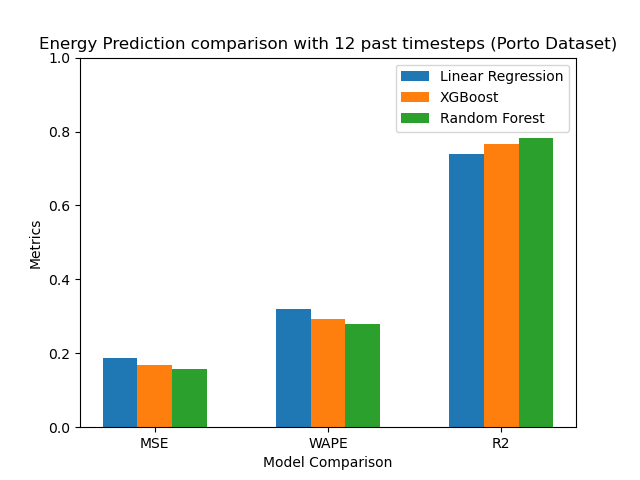 Energy Prediction comparison with 12 past timesteps (Porto Dataset)
1.0
0.8
0.6
0.4
0.2
0.0
Metrics
Linear Regression
XGBoost
Random Forest
MSE
WAPE
R2
Model Comparison